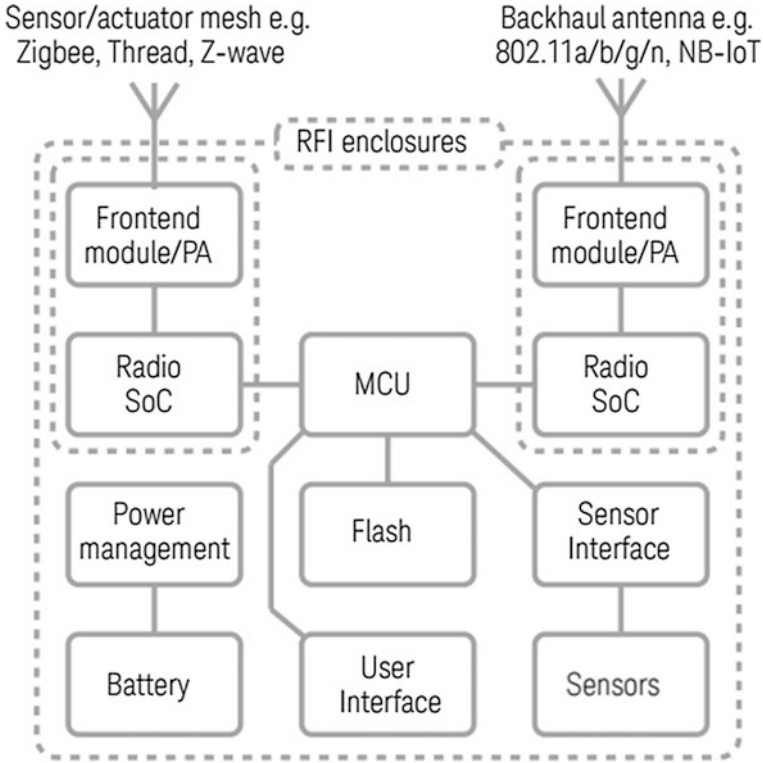 Sensor/actuator mesh e.g.
Zigbee, Thread, Z-wave
Backhaul antenna e.g.
802.11a/b/g/n, NB-IoT
RFI enclosures
Frontend
module/PA
Frontend
module/PA
Radio
SoC
MCU
Radio
SoC
Power
management
Flash
Sensor
Interface
Battery
User
Interface
Sensors